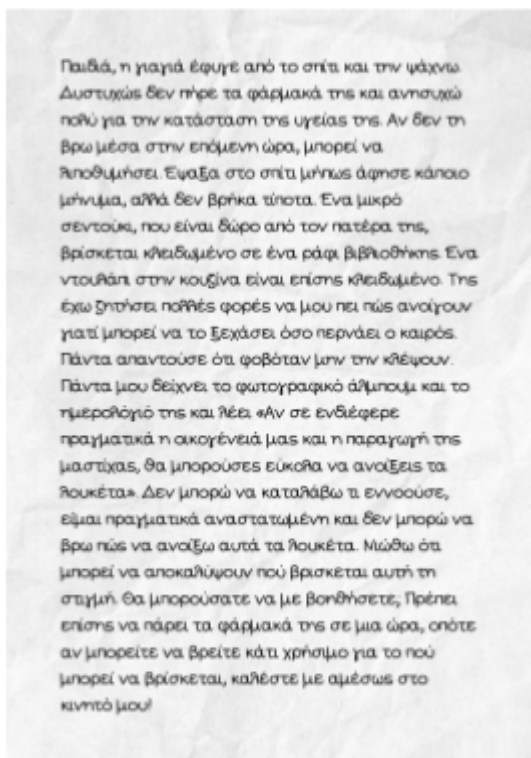 Παιδιά, η γιαγιά έφυγε από το σπίτι και την ψάχνω.
Δυστυχώς δεν πήρε τα φάρμακά της και ανησυχώ
πολύ για την κατάσταση της υγείας της. Αν δεν τη
βρω μέσα στην επόμενη ώρα, μπορεί να
λιποθυμήσει. Έψαξα στο σπίτι μήπως άφησε κάποιο
μήνυμα, αλλά δεν βρήκα τίποτα. Ένα μικρό
σεντούκι, που είναι δώρο από τον πατέρα της,
βρίσκεται κλειδωμένο σε ένα ράφι βιβλιοθήκης. Ένα
ντουλάπι στην κουζίνα είναι επίσης κλειδωμένο. Της
έχω ζητήσει πολλές φορές να μου πει πώς ανοίγουν
γιατί μπορεί να το ξεχάσει όσο περνάει ο καιρός.
Πάντα απαντούσε ότι φοβόταν μην την κλέψουν.
Πάντα μου δείχνει το φωτογραφικό άλμπουμ και το
ημερολόγιό της και λέει «Αν σε ενδιέφερε
πραγματικά η οικογένειά μας και η παραγωγή της
μαστίχας, θα μπορούσες εύκολα να ανοίξεις τα
λουκέτα». Δεν μπορώ να καταλάβω τι εννοούσε,
είμαι πραγματικά αναστατωμένη και δεν μπορώ να
βρω πώς να ανοίξω αυτά τα λουκέτα. Νιώθω ότι
μπορεί να αποκαλύψουν πού βρισκεται αυτή τη
στιγμή. Θα μπορούσατε να με βοηθήσετε; Πρέπει
επίσης να πάρει τα φάρμακά της σε μια ώρα, οπότε
αν μπορείτε να βρείτε κάτι χρήσιμο για το πού
μπορεί να βρίσκεται, καλέστε με αμέσως στο
κινητό μου!